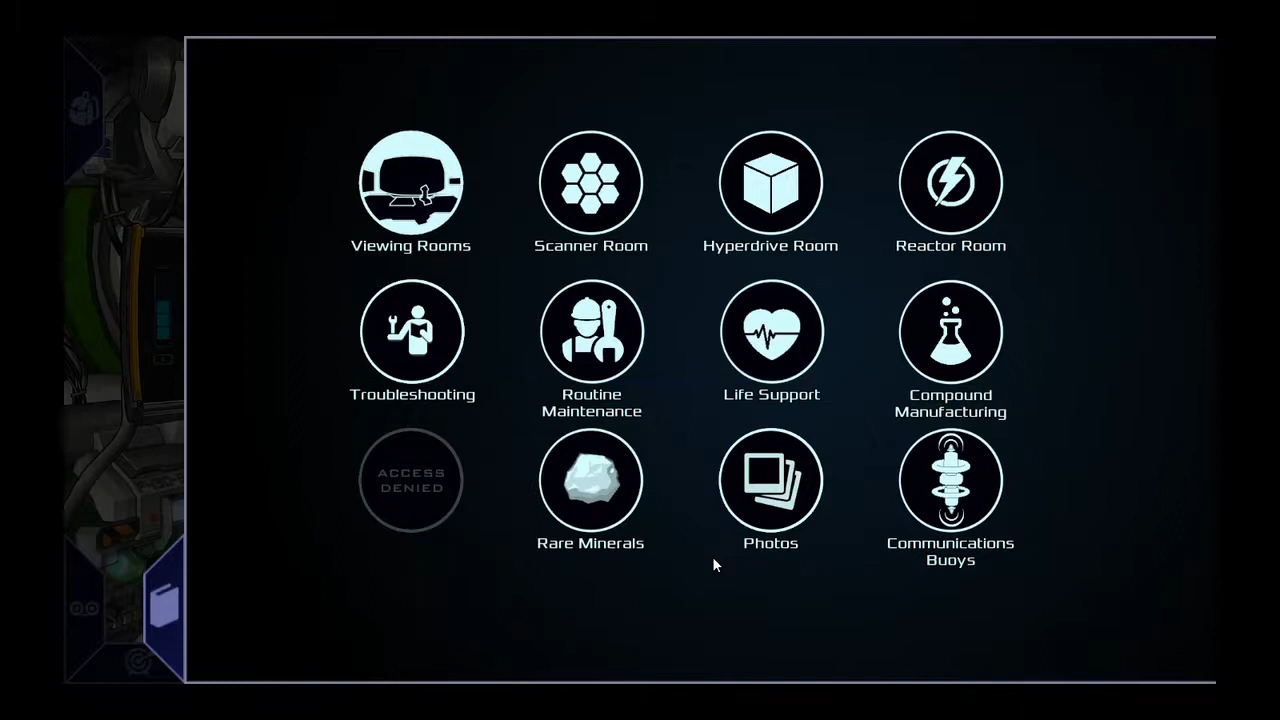 Viewing Rooms
Scanner Room
Hyperdrive Room
Reactor Room
Troubleshooting
Routine
Maintenance
Life Support
Compound
Manufacturing
ACCESS
DENIED
Rare Minerals
Photos
Communications
Buoys